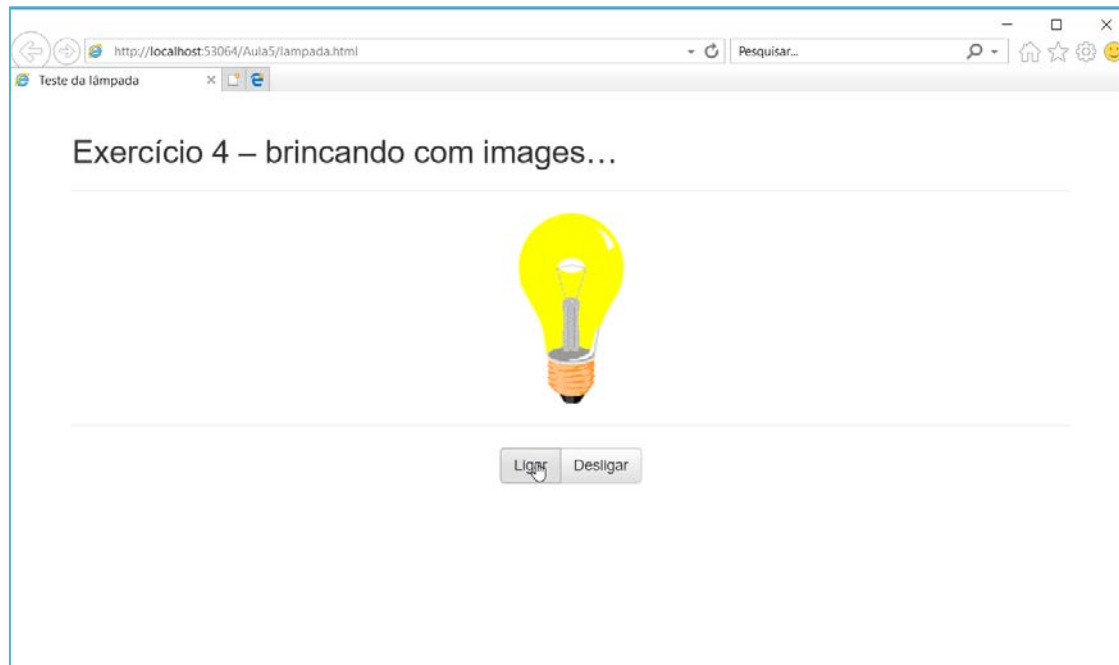 http://localhost:53064/Aula5/lampada.html
Pesquisar...
Teste da lâmpada
Exercício 4 – brincando com images…
Ligar
Desligar